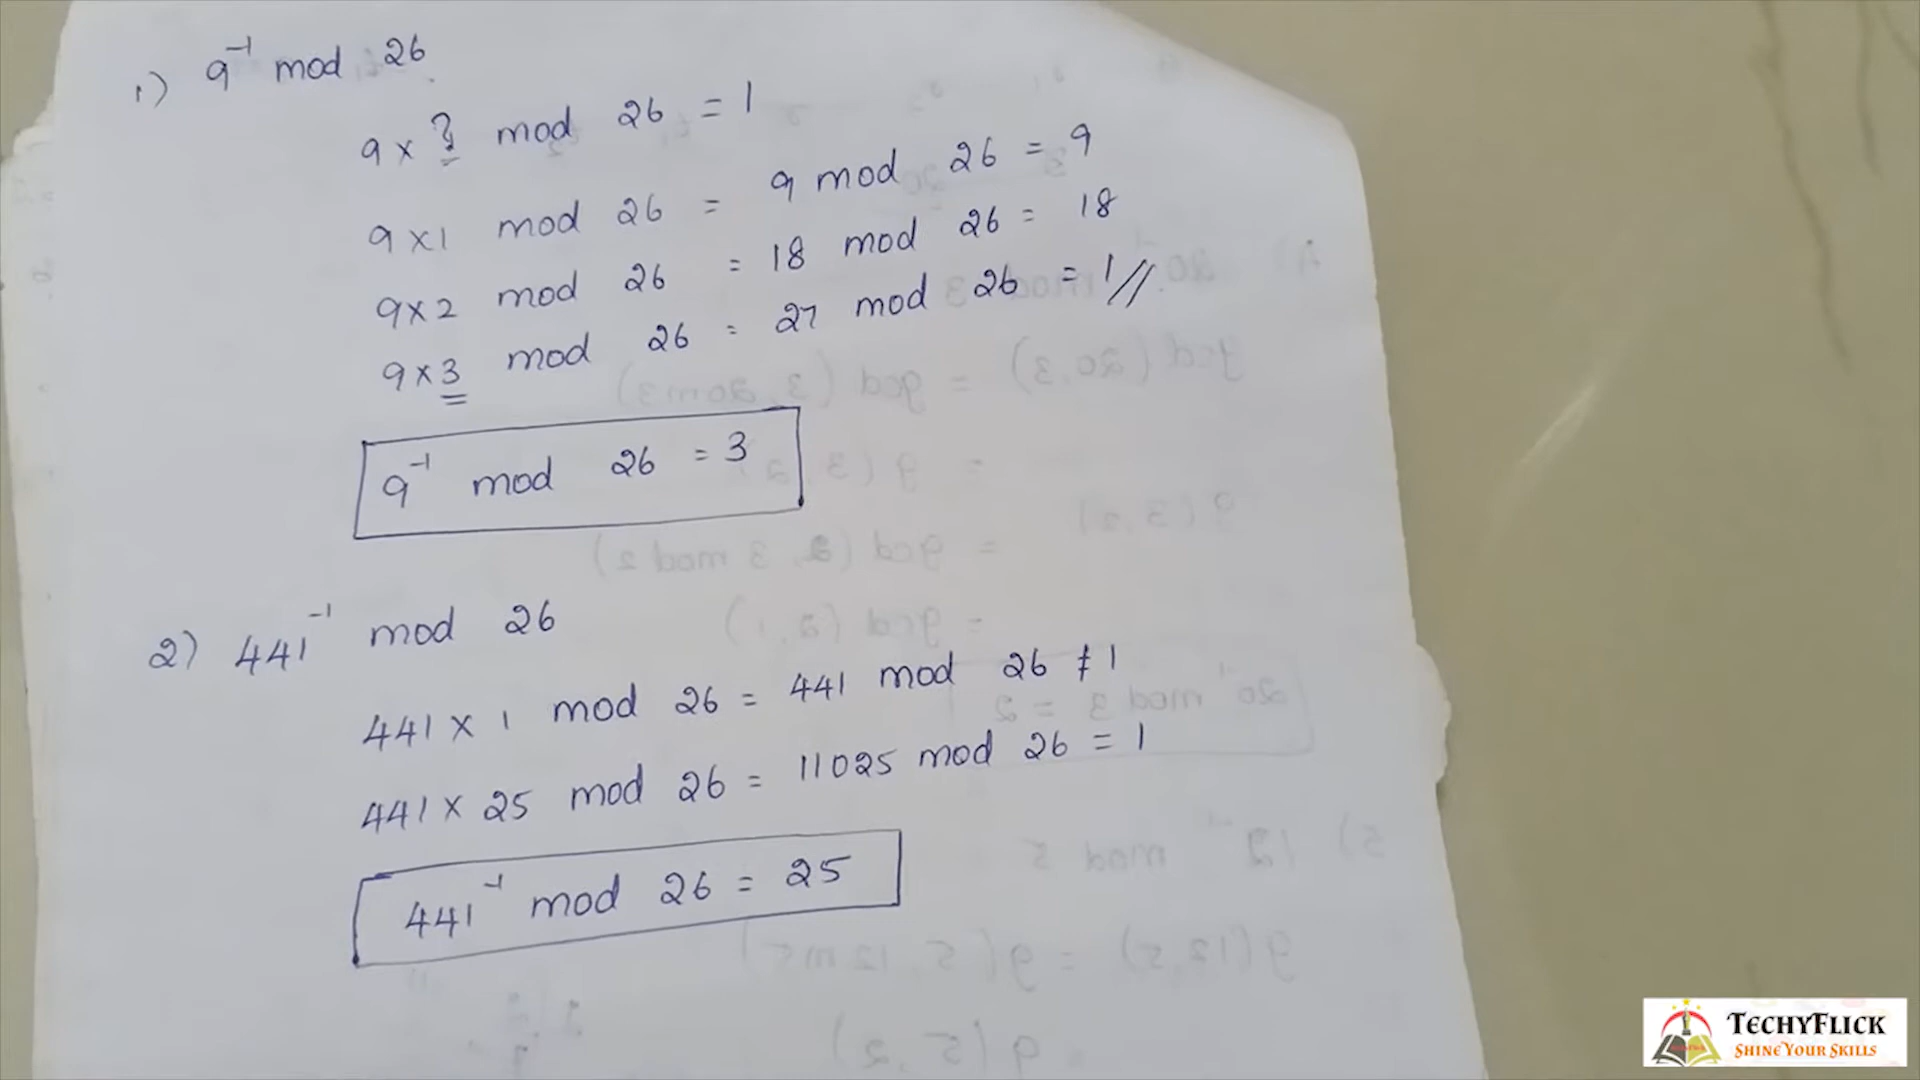 1) 9⁻¹ mod 26
9 x ? mod 26 = 1
9 x 1 mod 26 = 9 mod 26 = 9
9 x 2 mod 26 = 18 mod 26 = 18
9 x 3 mod 26 = 27 mod 26 = 1//
9⁻¹ mod 26 = 3
2) 441⁻¹ mod 26
441 x 1 mod 26 = 441 mod 26 ≠ 1
441 x 25 mod 26 = 11025 mod 26 = 1
441⁻¹ mod 26 = 25
TECHYFLICK
SHINE YOUR SKILLS